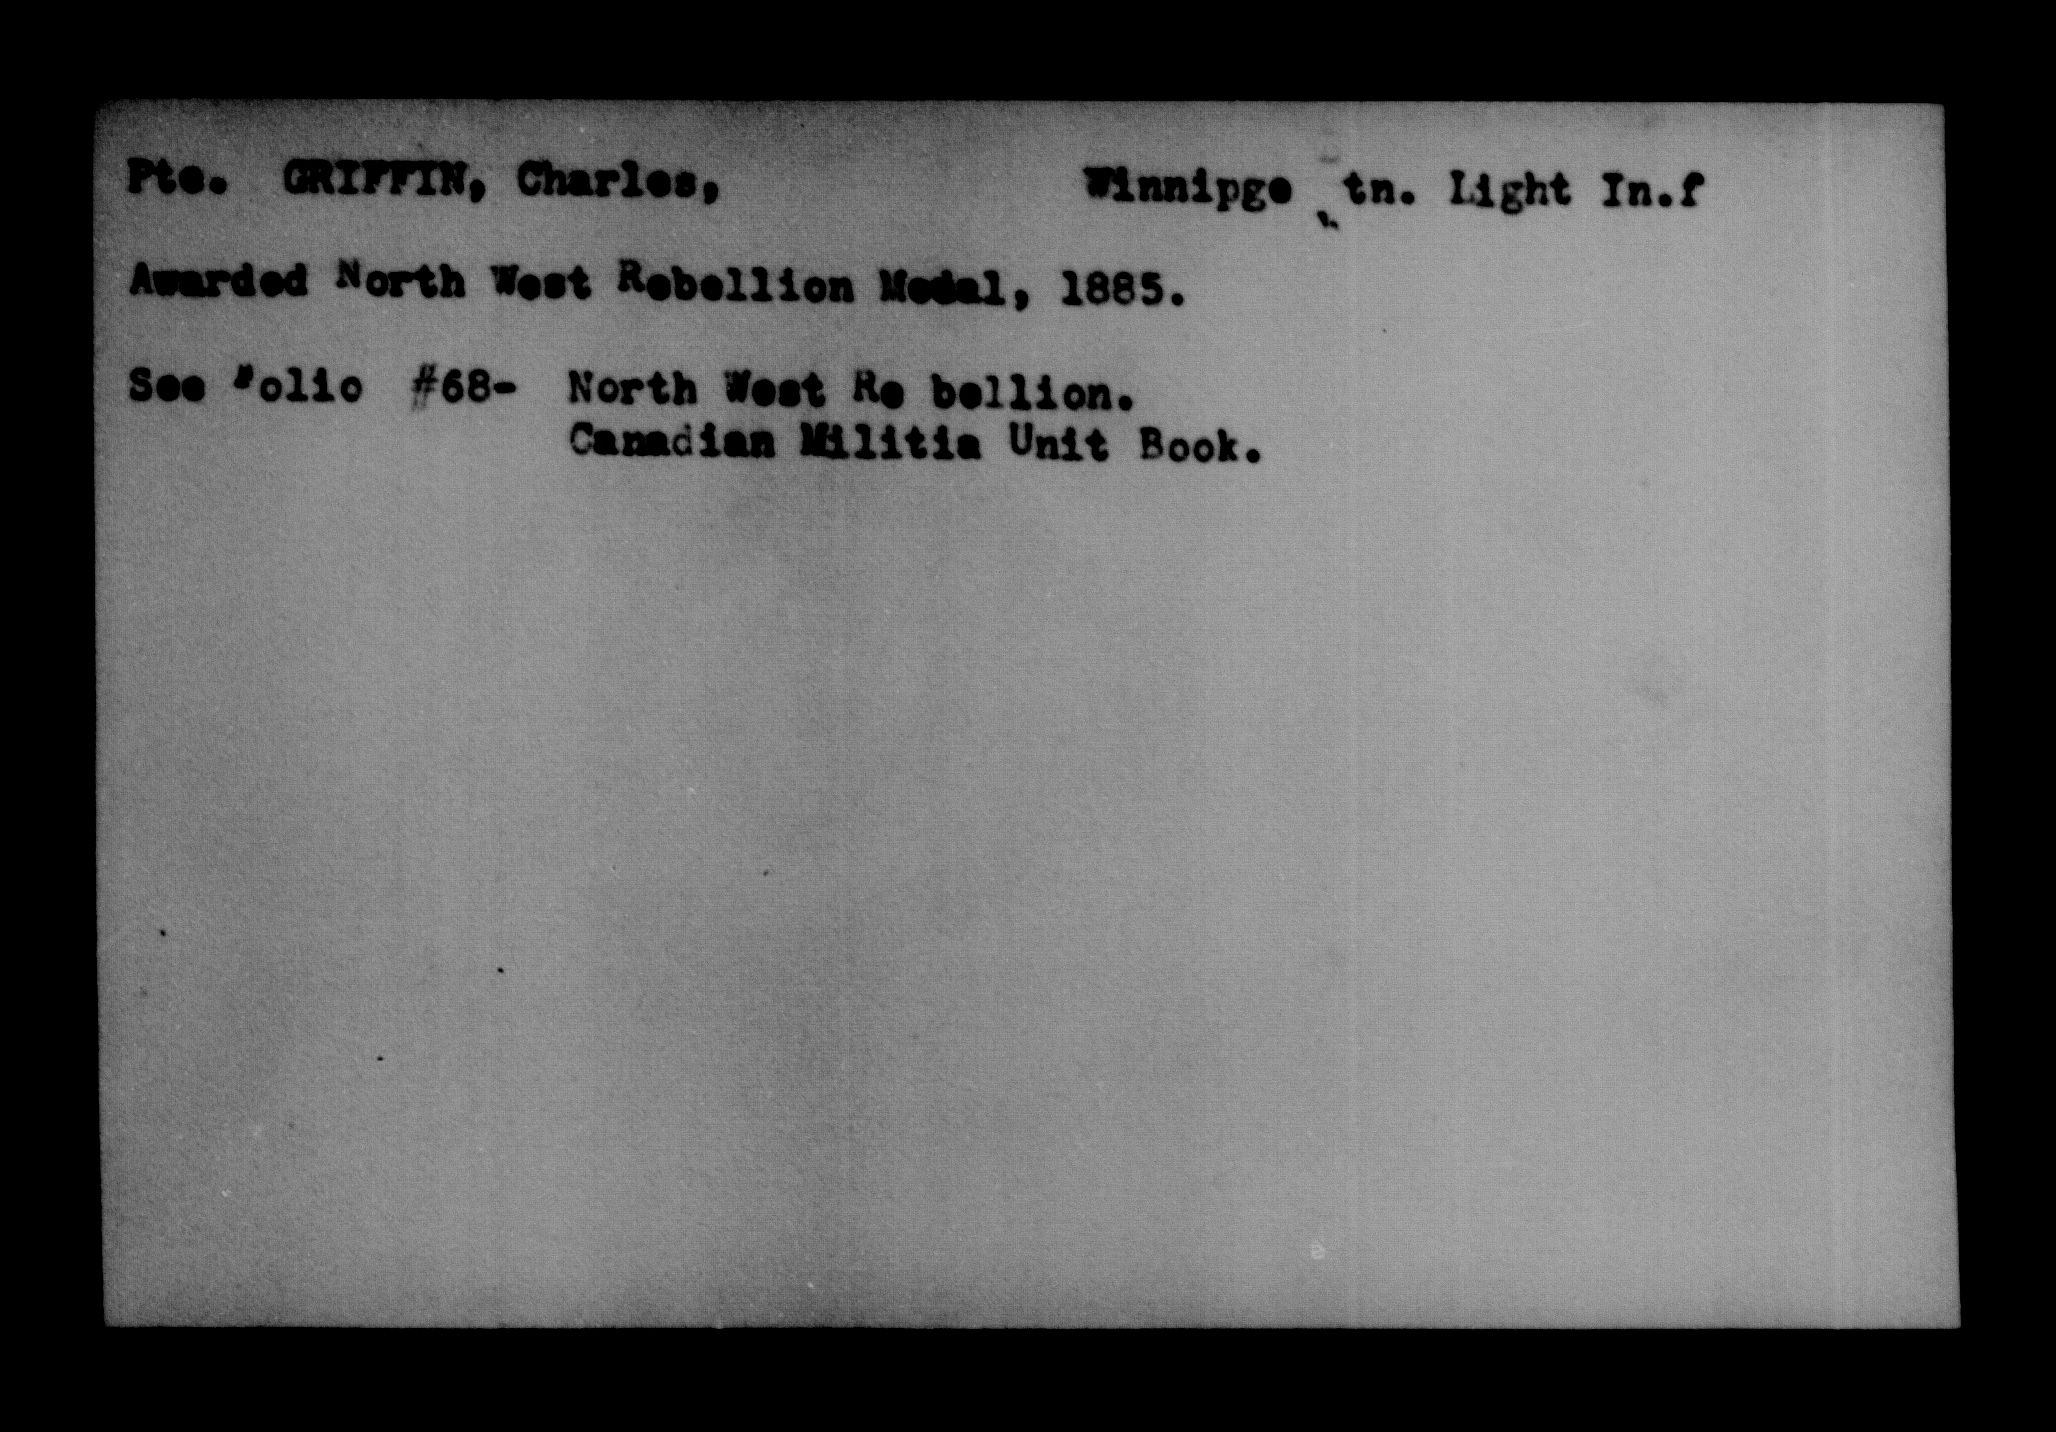 Pte. GRIFFIN, Charles, Winnipge tn. Light In.f
Awarded North West Rebellion Medal, 1885.
See Folio #68- North West Re bellion.
Canadian Militia Unit Book.